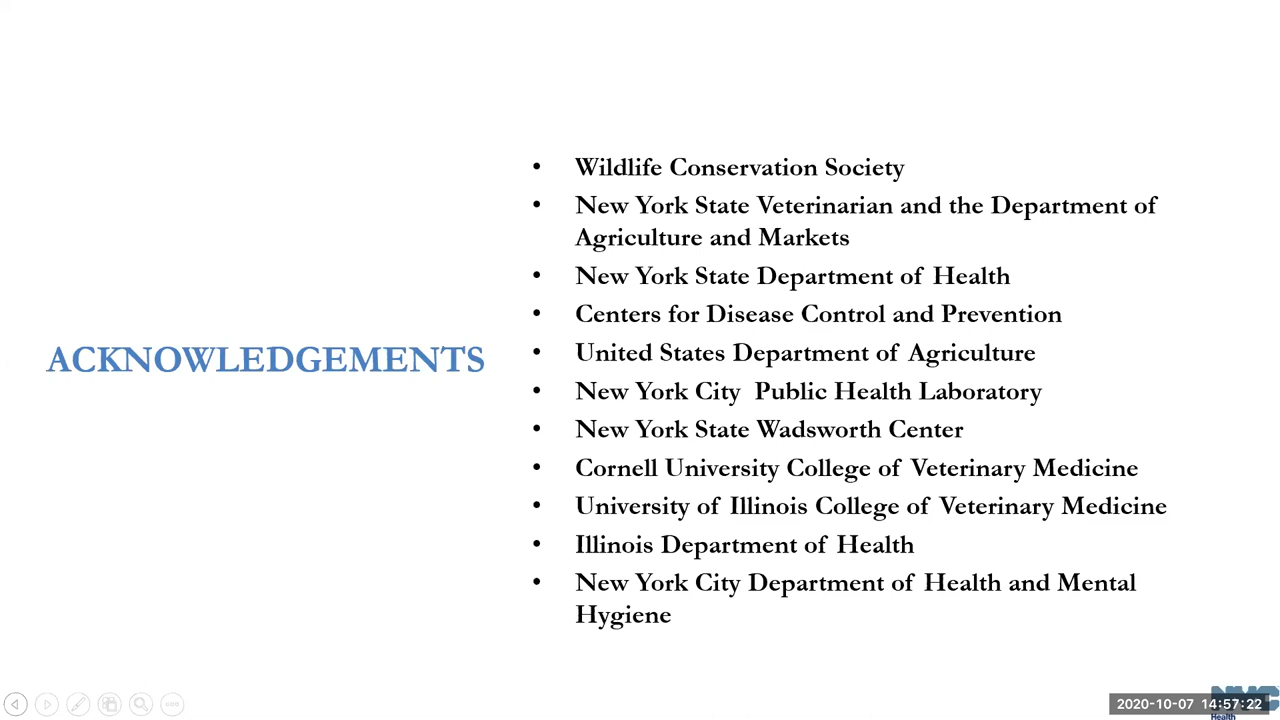 • Wildlife Conservation Society
• New York State Veterinarian and the Department of
Agriculture and Markets
• New York State Department of Health
• Centers for Disease Control and Prevention
ACKNOWLEDGEMENTS
• United States Department of Agriculture
• New York City  Public Health Laboratory
• New York State Wadsworth Center
• Cornell University College of Veterinary Medicine
• University of Illinois College of Veterinary Medicine
• Illinois Department of Health
• New York City Department of Health and Mental
Hygiene
2020-10-07 14:57:22
NYC
Health